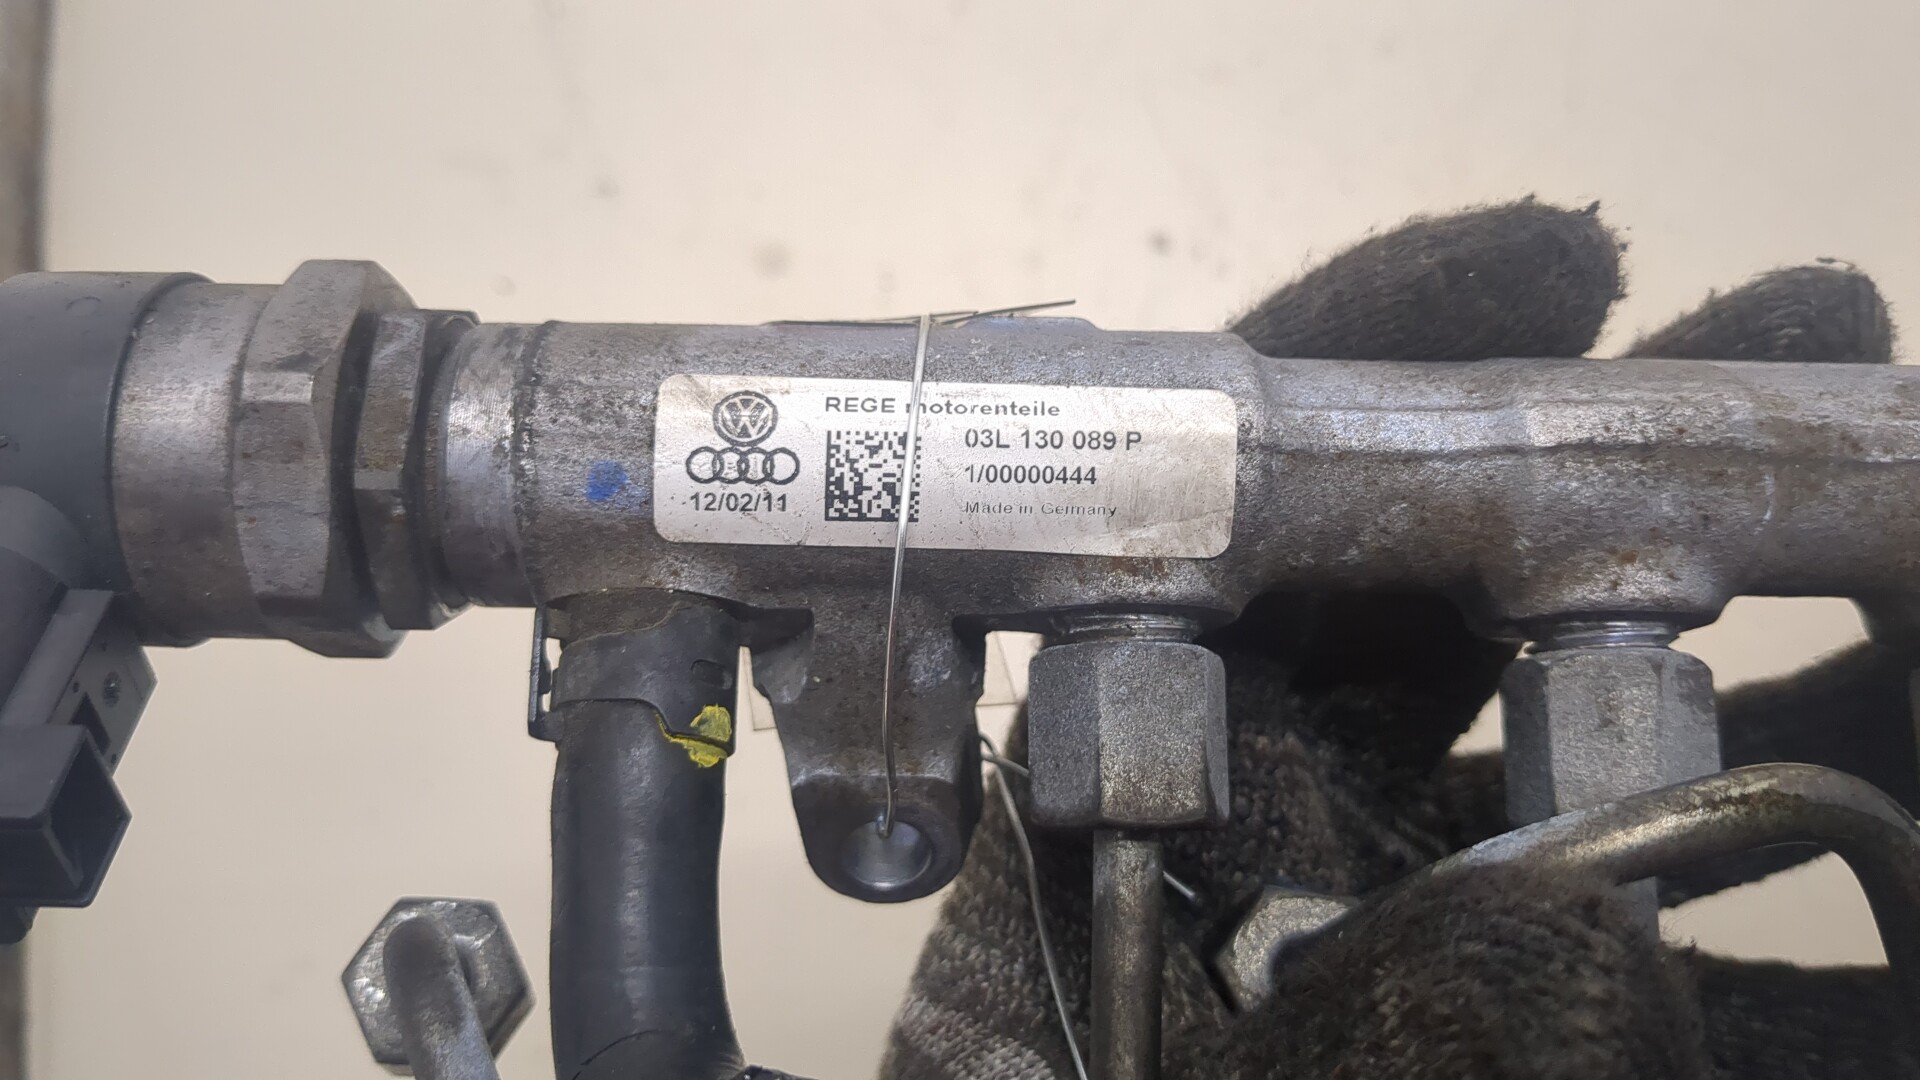 REGE motorenteile
03L 130 089 P
1/00000444
12/02/11
Made in Germany